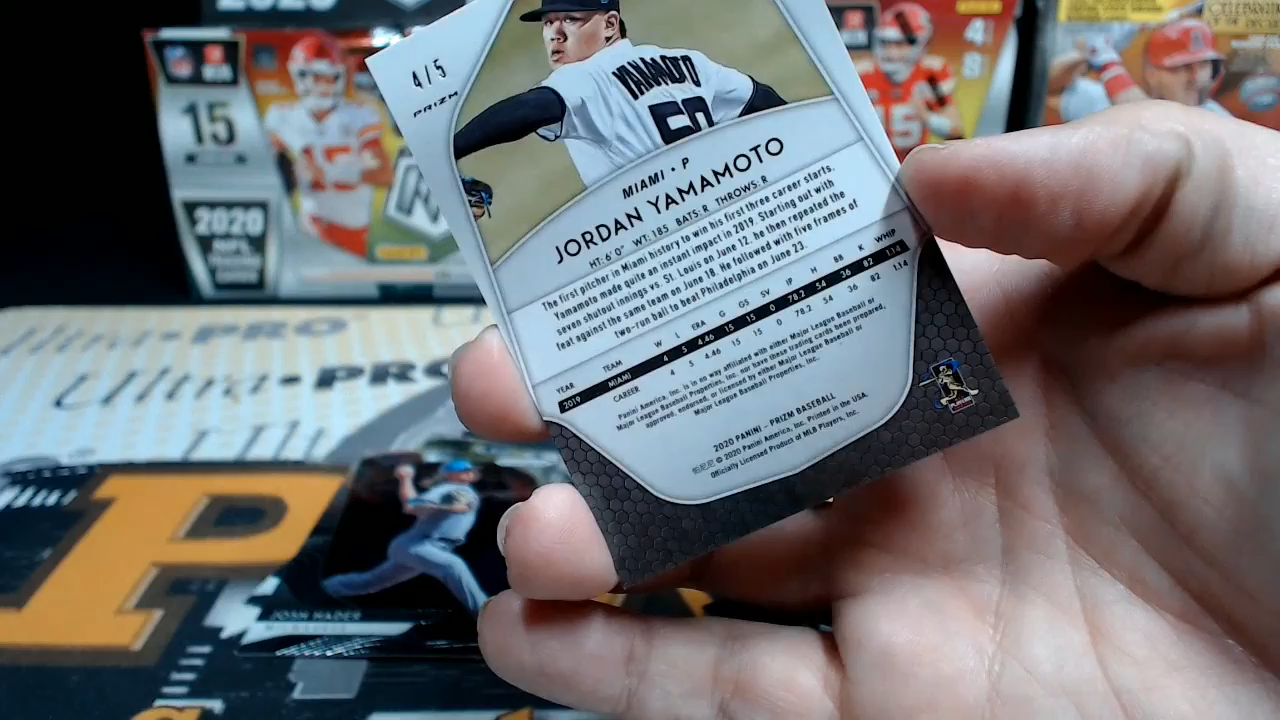 2020
15
2020
NFL
4
4/5
PRIZM
YAMAMOTO
50
MIAMI • P
JORDAN YAMAMOTO
HT: 6'0" WT: 185 BATS: R THROWS: R
The first pitcher in Miami history to win his first three career starts,
Yamamoto made quite an instant impact in 2019. Starting out with
seven shutout innings vs. St. Louis on June 12, he then repeated the
feat against the same team on June 18. He followed with five frames of
two-run ball to beat Philadelphia on June 23.
YEAR TEAM W L ERA G GS SV IP H BB K WHIP
2019 MIAMI 4 5 4.46 15 15 0 78.2 54 36 82 1.14
CAREER 4 5 4.46 15 15 0 78.2 54 36 82 1.14
Panini America, Inc. is in no way affiliated with either Major League Baseball or
Major League Baseball Properties, Inc. nor have these trading cards been prepared,
approved, endorsed, or licensed by either Major League Baseball or
Major League Baseball Properties, Inc.
2020 PANINI - PRIZM BASEBALL
© 2020 Panini America, Inc. Printed in the USA.
Officially Licensed Product of MLB Players, Inc.
Ultra•PRO
P
JOSH HADER